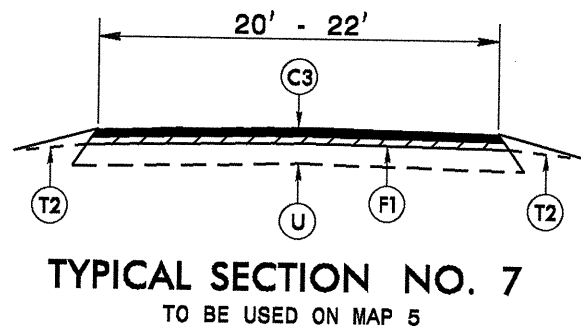 20' - 22'
C3
T2
U
F1
T2
TYPICAL SECTION NO. 7
TO BE USED ON MAP 5